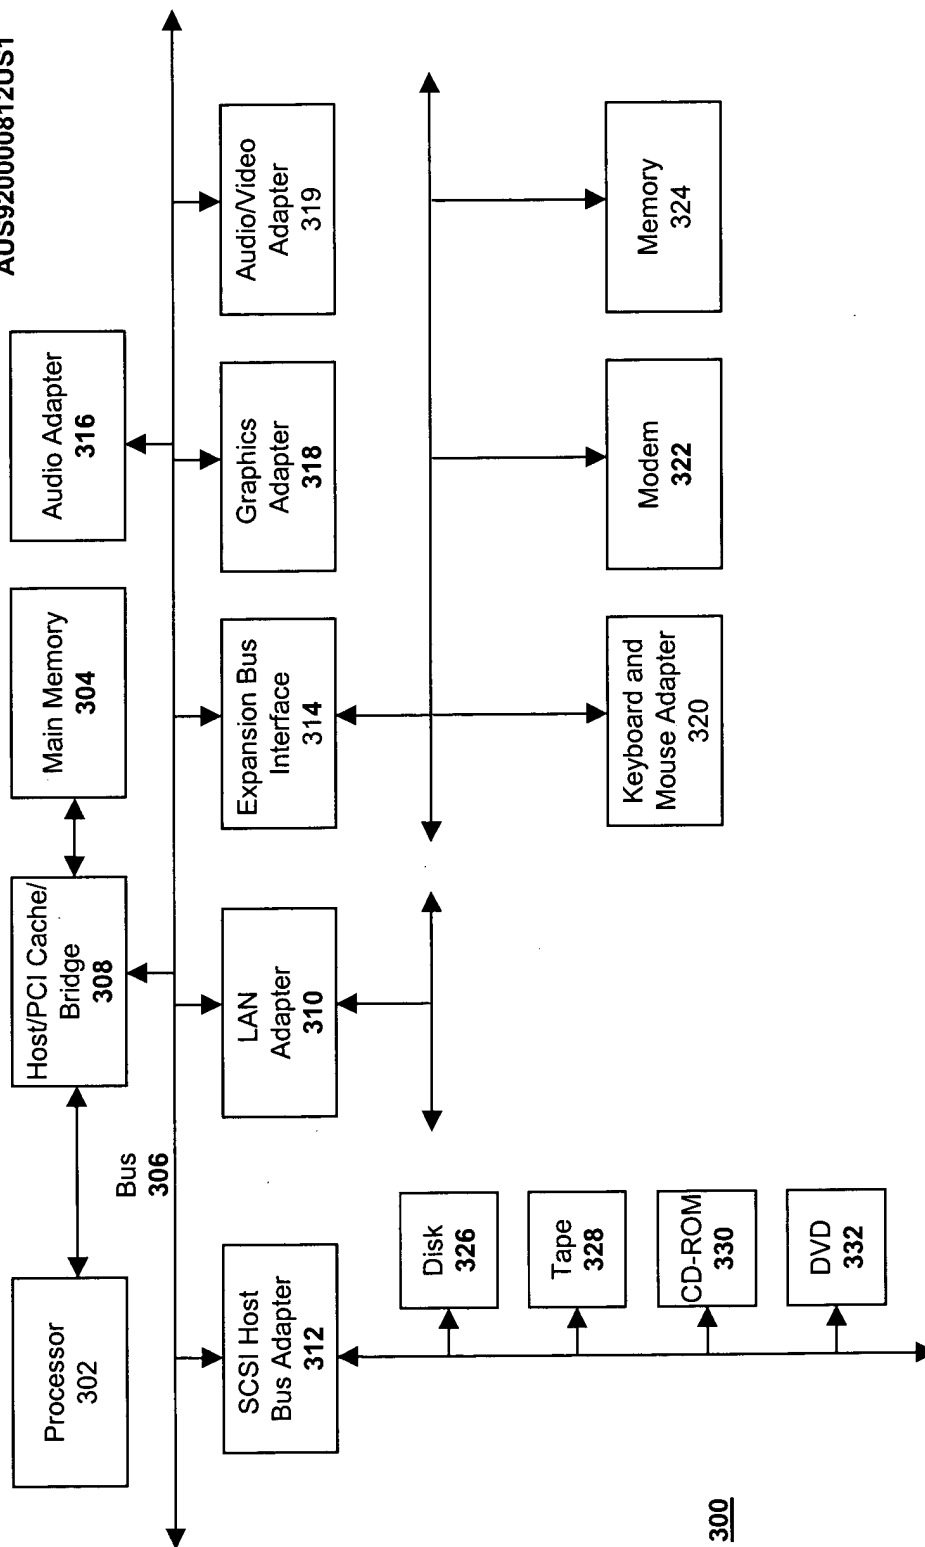 AUS920000812US1
Processor
302
Host/PCI Cache/
Bridge
308
Main Memory
304
Audio Adapter
316
Bus
306
SCSI Host
Bus Adapter
312
LAN
Adapter
310
Expansion Bus
Interface
314
Graphics
Adapter
318
Audio/Video
Adapter
319
Disk
326
Tape
328
CD-ROM
330
DVD
332
Keyboard and
Mouse Adapter
320
Modem
322
Memory
324
300